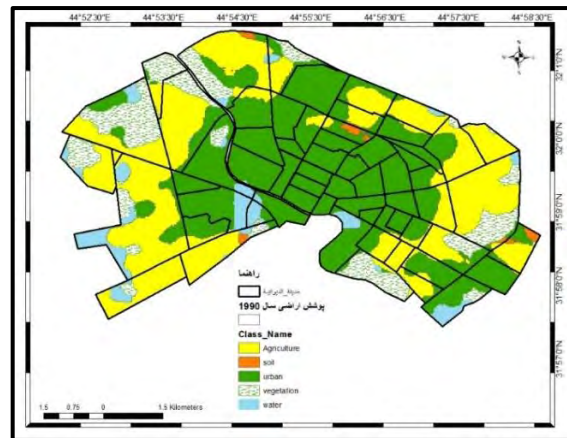 44°52'30"E 44°53'30"E 44°54'30"E 44°55'30"E 44°56'30"E 44°57'30"E 44°58'30"E
32°1'0"N
32°0'0"N
31°59'0"N
31°58'0"N
31°57'0"N
N
راهنما
مدينة_الديوانية
پوشش اراضی سال 1990
Class_Name
Agriculture
soil
urban
vegetation
water
1.5 0.75 0 1.5 Kilometers